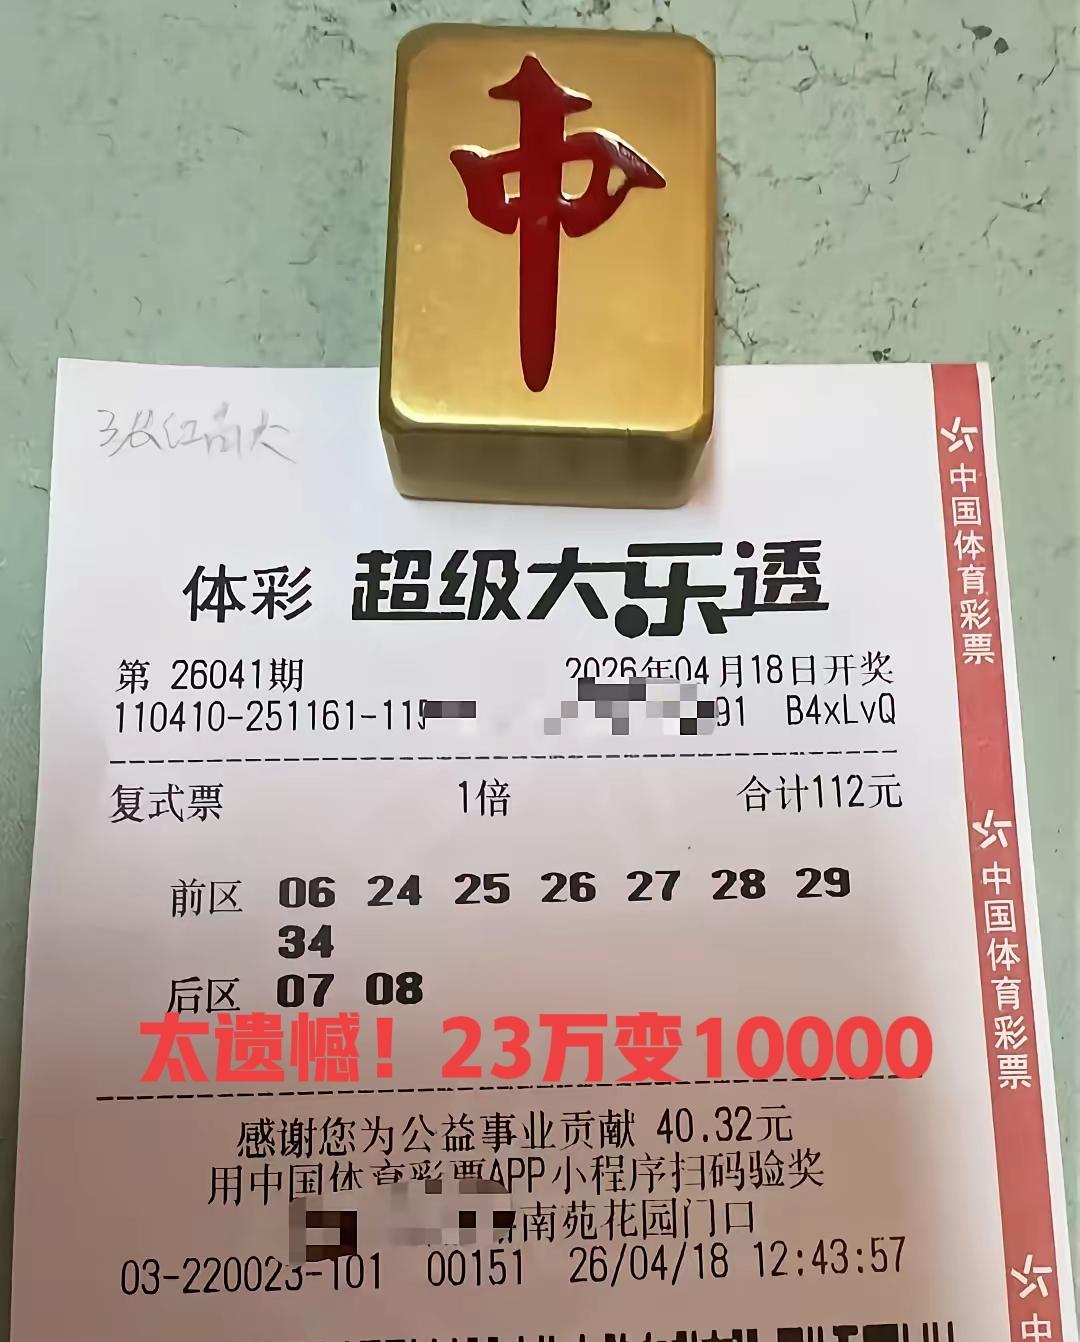 中
体彩 超级大乐透
第 26041期 2026年04月18日开奖
110410-251161-115 91 B4xLvQ
复式票 1倍 合计112元
前区 06 24 25 26 27 28 29
34
后区 07 08
太遗憾！23万变10000
感谢您为公益事业贡献 40.32元
用中国体育彩票APP小程序扫码验奖
南苑花园门口
03-220023-101 00151 26/04/18 12:43:57
中国体育彩票
中国体育彩票
中